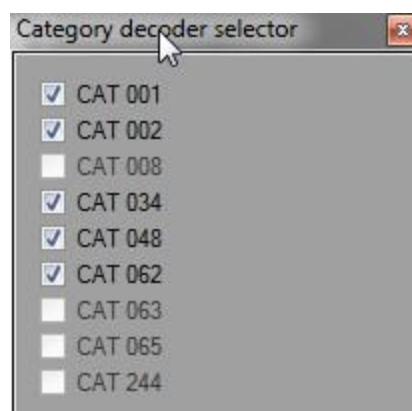 Category decoder selector
CAT 001
CAT 002
CAT 008
CAT 034
CAT 048
CAT 062
CAT 063
CAT 065
CAT 244